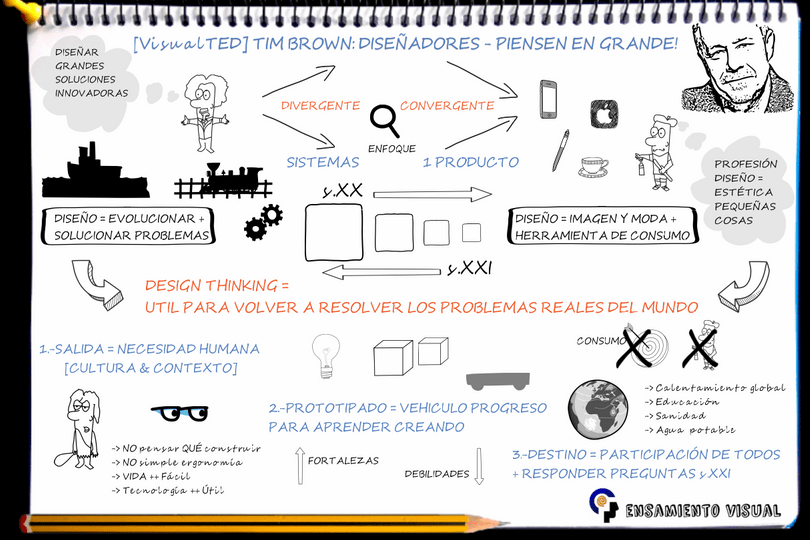 [VisualTED] TIM BROWN: DISEÑADORES - PIENSEN EN GRANDE!
DISEÑAR
GRANDES
SOLUCIONES
INNOVADORAS
DIVERGENTE
CONVERGENTE
ENFOQUE
SISTEMAS
1 PRODUCTO
PROFESIÓN
DISEÑO =
ESTÉTICA
PEQUEÑAS
COSAS
s.XX
DISEÑO = EVOLUCIONAR +
SOLUCIONAR PROBLEMAS
DISEÑO = IMAGEN Y MODA +
HERRAMIENTA DE CONSUMO
s.XXI
DESIGN THINKING =
UTIL PARA VOLVER A RESOLVER LOS PROBLEMAS REALES DEL MUNDO
1.-SALIDA = NECESIDAD HUMANA
[CULTURA & CONTEXTO]
-> NO pensar QUÉ construir
-> NO simple ergonomía
-> VIDA ++ Fácil
-> Tecnología ++ Útil
2.-PROTOTIPADO = VEHICULO PROGRESO
PARA APRENDER CREANDO
FORTALEZAS
DEBILIDADES
CONSUMO
-> Calentamiento global
-> Educación
-> Sanidad
-> Agua potable
3.-DESTINO = PARTICIPACIÓN DE TODOS
+ RESPONDER PREGUNTAS s.XXI
PENSAMIENTO VISUAL